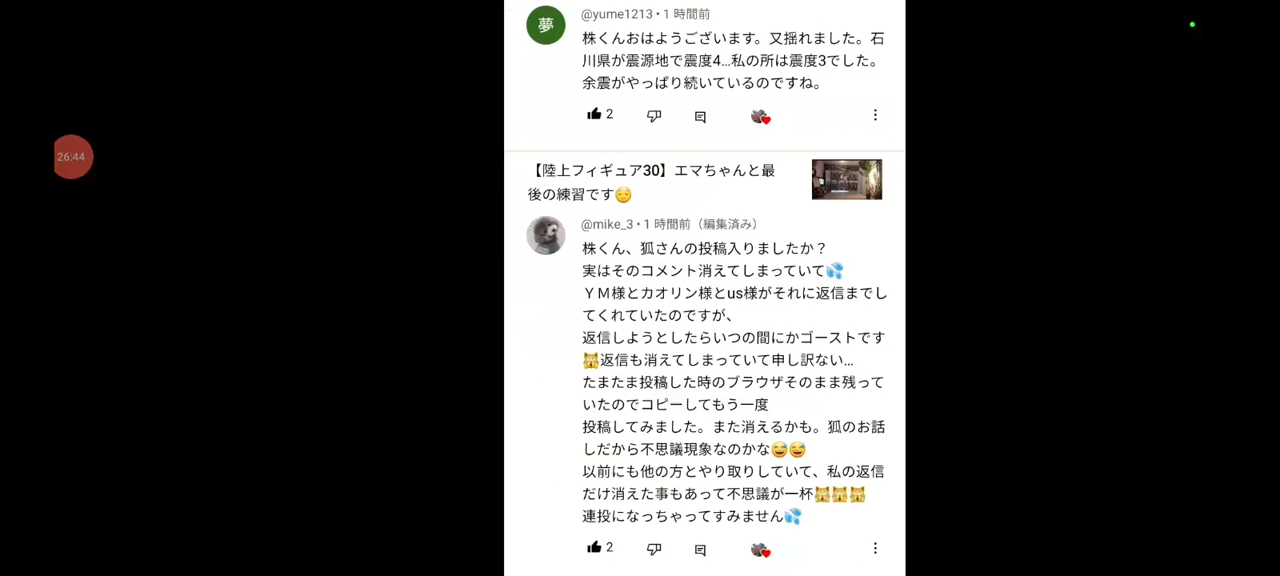 夢
@yume1213・1 時間前
株くんおはようございます。又揺れました。石
川県が震源地で震度4…私の所は震度3でした。
余震がやっぱり続いているのですね。
2
26:44
【陸上フィギュア30】エマちゃんと最
後の練習です😌
@mike_3・1 時間前（編集済み）
株くん、狐さんの投稿入りましたか？
実はそのコメント消えてしまっていて💦
ＹＭ様とカオリン様とus様がそれに返信までし
てくれていたのですが、
返信しようとしたらいつの間にかゴーストです
🙀返信も消えてしまっていて申し訳ない…
たまたま投稿した時のブラウザそのまま残って
いたのでコピーしてもう一度
投稿してみました。また消えるかも。狐のお話
しだから不思議現象なのかな😅😅
以前にも他の方とやり取りしていて、私の返信
だけ消えた事もあって不思議が一杯🙀🙀🙀
連投になっちゃってすみません💦
2